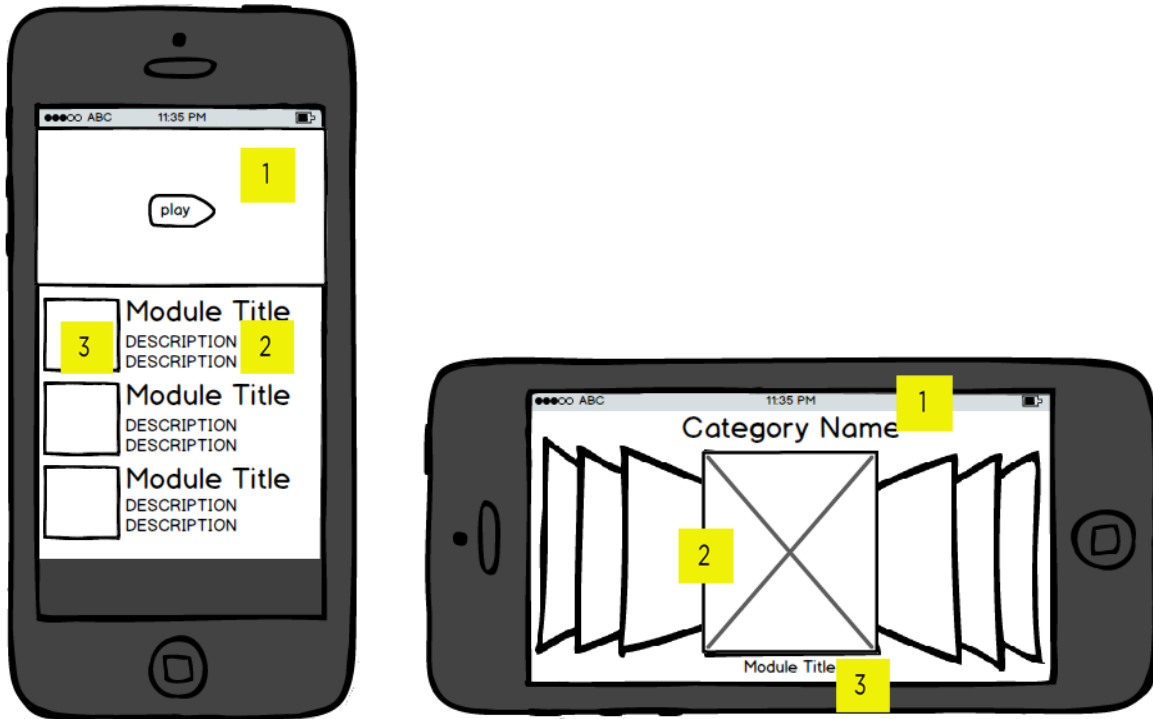 ABC 11:35 PM
1
play
Module Title
DESCRIPTION
DESCRIPTION
3
2
Module Title
DESCRIPTION
DESCRIPTION
Module Title
DESCRIPTION
DESCRIPTION
ABC 11:35 PM
1
Category Name
2
Module Title
3